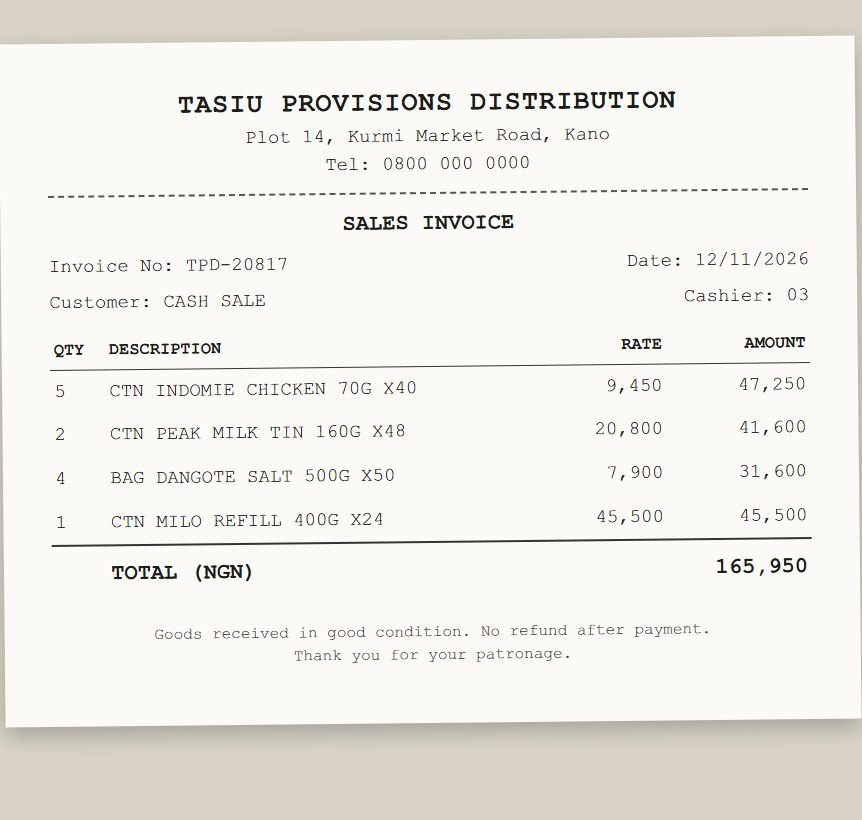 TASIU PROVISIONS DISTRIBUTION
Plot 14, Kurmi Market Road, Kano
Tel: 0800 000 0000
SALES INVOICE
Invoice No: TPD-20817 Date: 12/11/2026
Customer: CASH SALE Cashier: 03
QTY DESCRIPTION RATE AMOUNT
5 CTN INDOMIE CHICKEN 70G X40 9,450 47,250
2 CTN PEAK MILK TIN 160G X48 20,800 41,600
4 BAG DANGOTE SALT 500G X50 7,900 31,600
1 CTN MILO REFILL 400G X24 45,500 45,500
TOTAL (NGN) 165,950
Goods received in good condition. No refund after payment.
Thank you for your patronage.